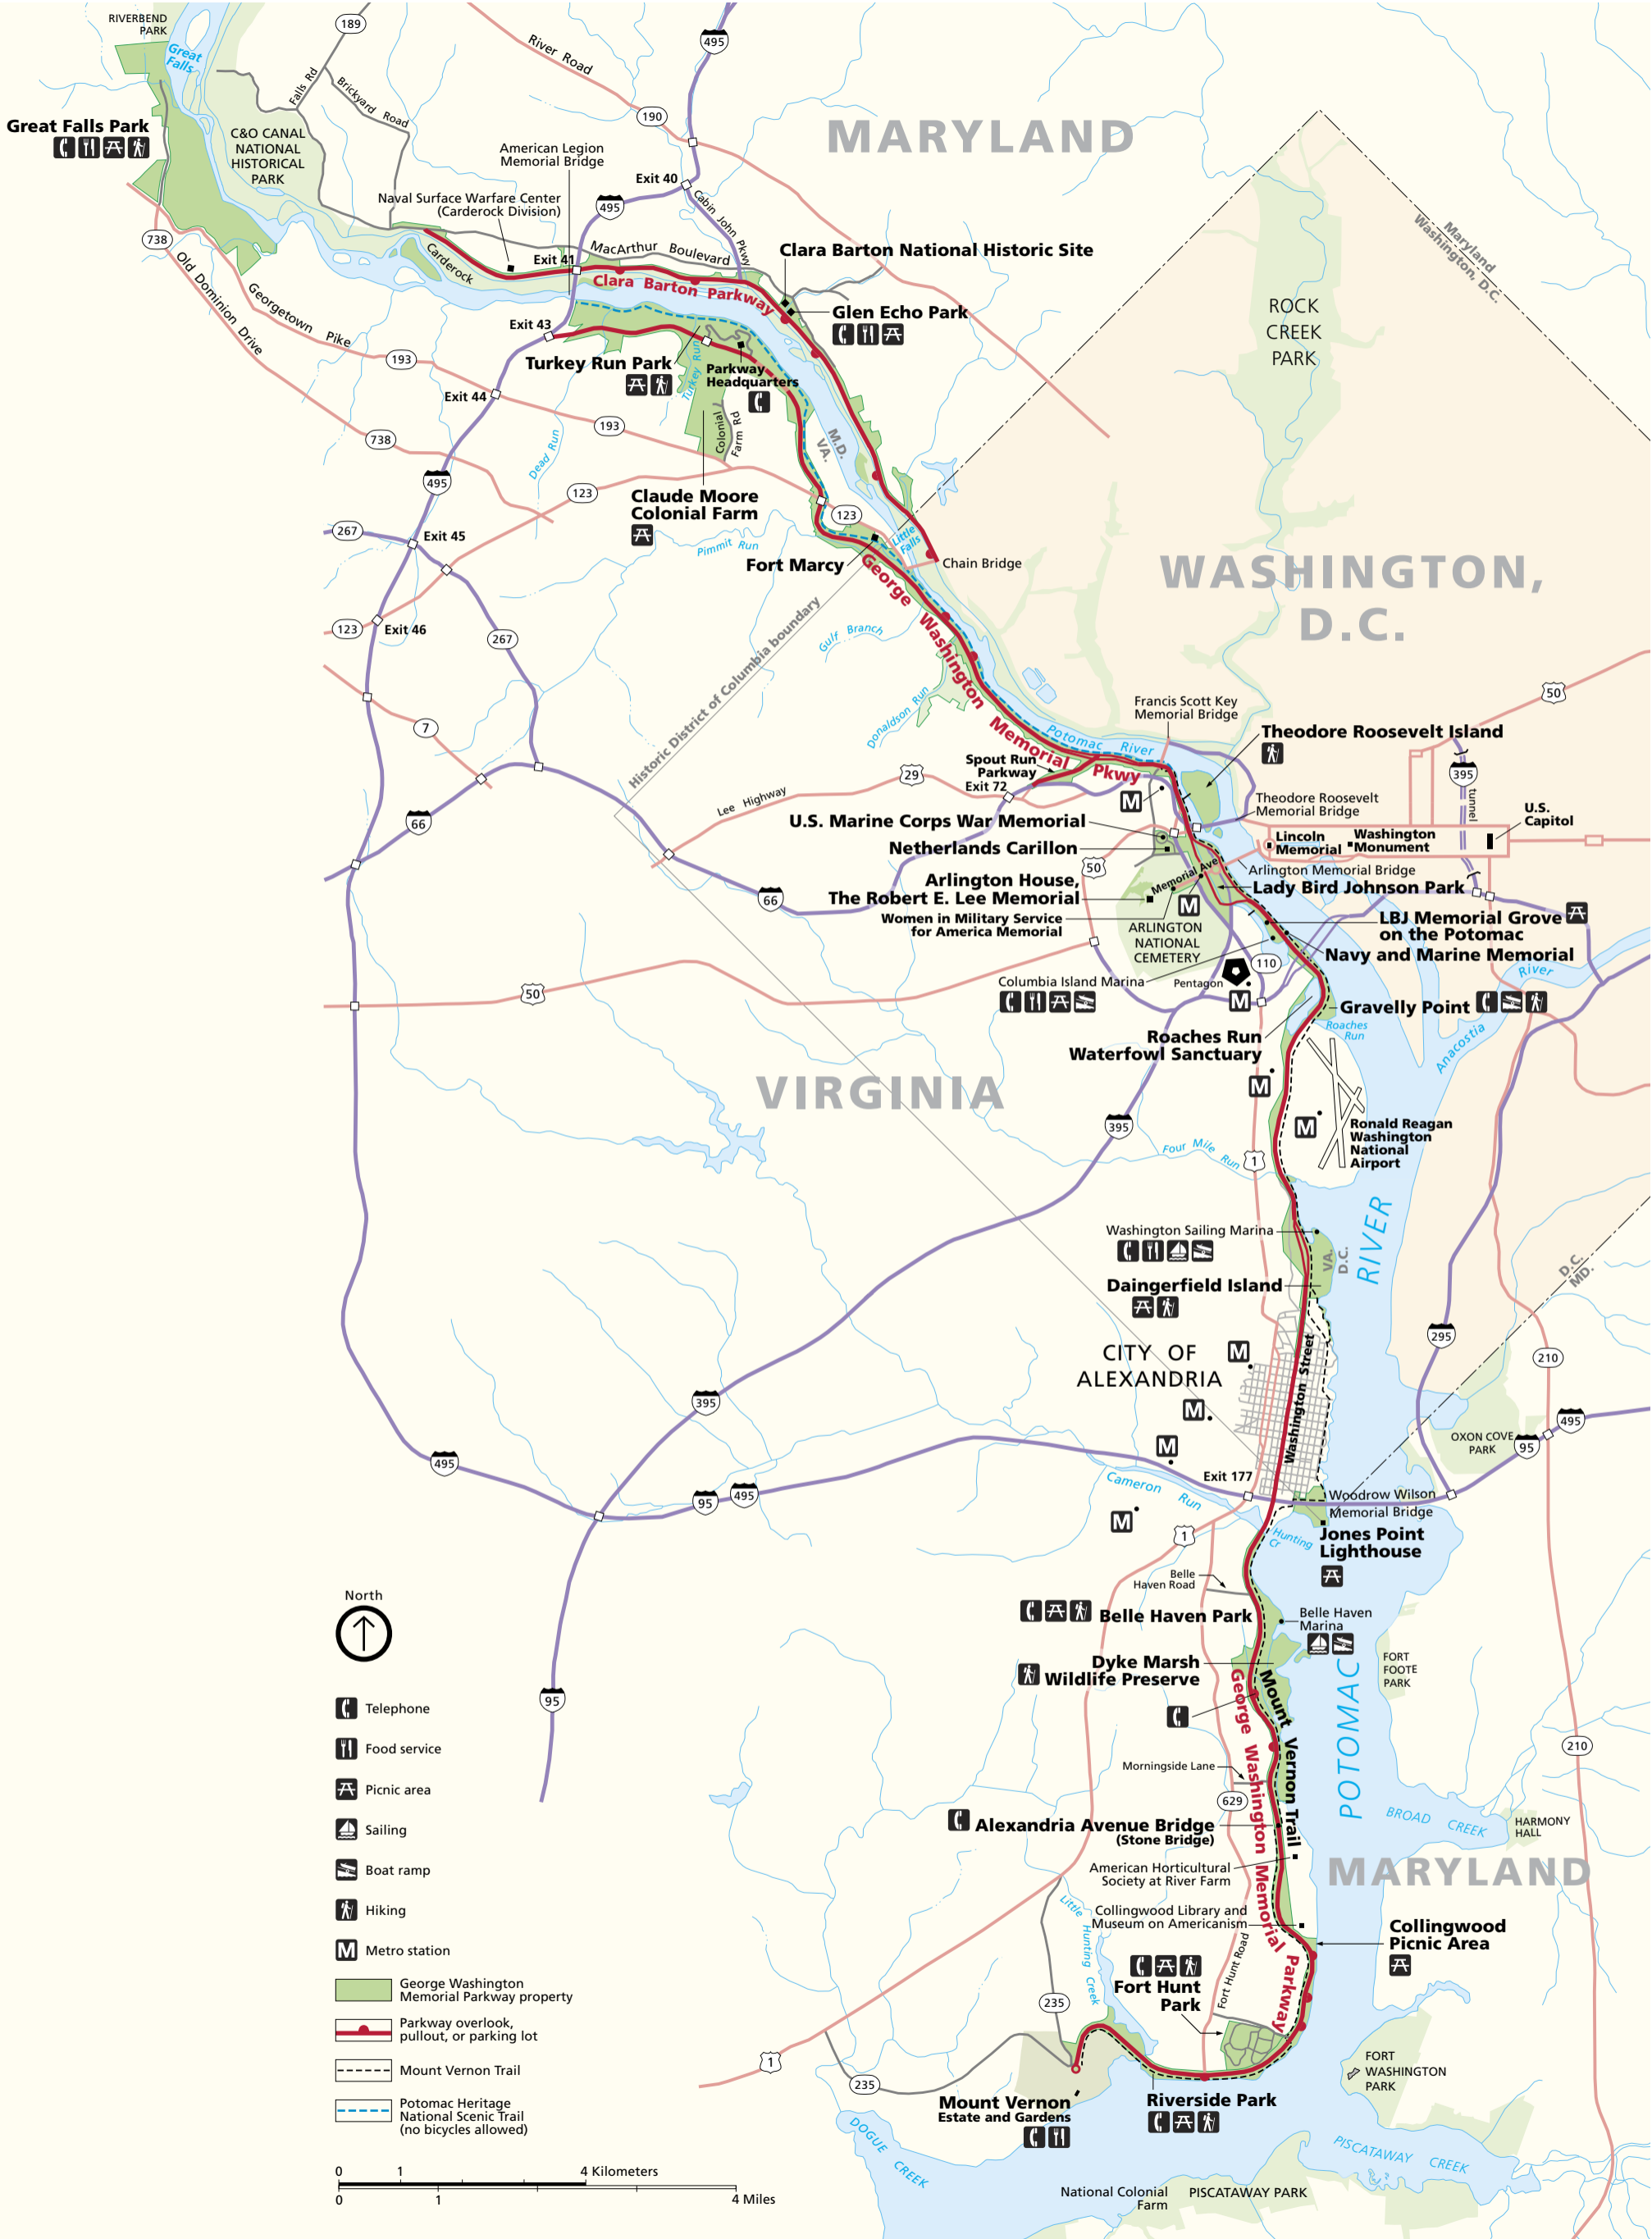 RIVERBEND
PARK
Great
Falls
189
Falls Rd
Brickyard Road
River Road
495
190
MARYLAND
Great Falls Park
C&O CANAL
NATIONAL
HISTORICAL
PARK
American Legion
Memorial Bridge
Exit 40
Cabin John Pkwy
495
Naval Surface Warfare Center
(Carderock Division)
Carderock
Exit 41
MacArthur Boulevard
Clara Barton Parkway
Clara Barton National Historic Site
Glen Echo Park
Maryland
Washington, D.C.
738
Old Dominion Drive
Georgetown Pike
193
Exit 43
Turkey Run Park
Turkey Run
Parkway
Headquarters
ROCK
CREEK
PARK
Exit 44
193
Colonial
Farm Rd
738
Dead Run
M.D.
VA.
495
123
Claude Moore
Colonial Farm
123
267
Exit 45
Pimmit Run
Little
Falls
Fort Marcy
Chain Bridge
WASHINGTON,
D.C.
123
Exit 46
267
Historic District of Columbia boundary
Gulf Branch
Donaldson Run
George Washington Memorial Pkwy
7
Francis Scott Key
Memorial Bridge
Potomac River
50
Theodore Roosevelt Island
Spout Run
Parkway
Exit 72
29
Lee Highway
M
395
tunnel
Theodore Roosevelt
Memorial Bridge
U.S.
Capitol
66
U.S. Marine Corps War Memorial
Lincoln
Memorial
Washington
Monument
Netherlands Carillon
50
Memorial Ave
Arlington Memorial Bridge
Arlington House,
The Robert E. Lee Memorial
Lady Bird Johnson Park
66
M
Women in Military Service
for America Memorial
ARLINGTON
NATIONAL
CEMETERY
LBJ Memorial Grove
on the Potomac
Navy and Marine Memorial
110
Columbia Island Marina
Pentagon
M
River
Anacostia
50
Gravelly Point
Roaches
Run
Roaches Run
Waterfowl Sanctuary
M
VIRGINIA
395
M
Ronald Reagan
Washington
National
Airport
Four Mile Run
1
Washington Sailing Marina
VA.
D.C.
RIVER
D.C.
MD.
Daingerfield Island
295
210
CITY OF
ALEXANDRIA
M
Washington Street
395
M
495
OXON COVE
PARK
95
495
M
Exit 177
Cameron Run
95
495
Woodrow Wilson
Memorial Bridge
M
1
Hunting
Cr
Jones Point
Lighthouse
Belle
Haven Road
North
Belle Haven Park
Belle Haven
Marina
Dyke Marsh
Wildlife Preserve
FORT
FOOTE
PARK
95
POTOMAC
George Washington Memorial Parkway
Mount Vernon Trail
210
Morningside Lane
629
BROAD CREEK
HARMONY
HALL
Alexandria Avenue Bridge
(Stone Bridge)
MARYLAND
American Horticultural
Society at River Farm
Little Hunting Creek
Collingwood Library and
Museum on Americanism
Collingwood
Picnic Area
Fort Hunt Road
Fort Hunt
Park
235
1
235
FORT
WASHINGTON
PARK
Mount Vernon
Estate and Gardens
Riverside Park
DOGUE CREEK
PISCATAWAY CREEK
National Colonial
Farm
PISCATAWAY PARK
Telephone
Food service
Picnic area
Sailing
Boat ramp
Hiking
M Metro station
George Washington
Memorial Parkway property
Parkway overlook,
pullout, or parking lot
Mount Vernon Trail
Potomac Heritage
National Scenic Trail
(no bicycles allowed)
0 1 4 Kilometers
0 1 4 Miles